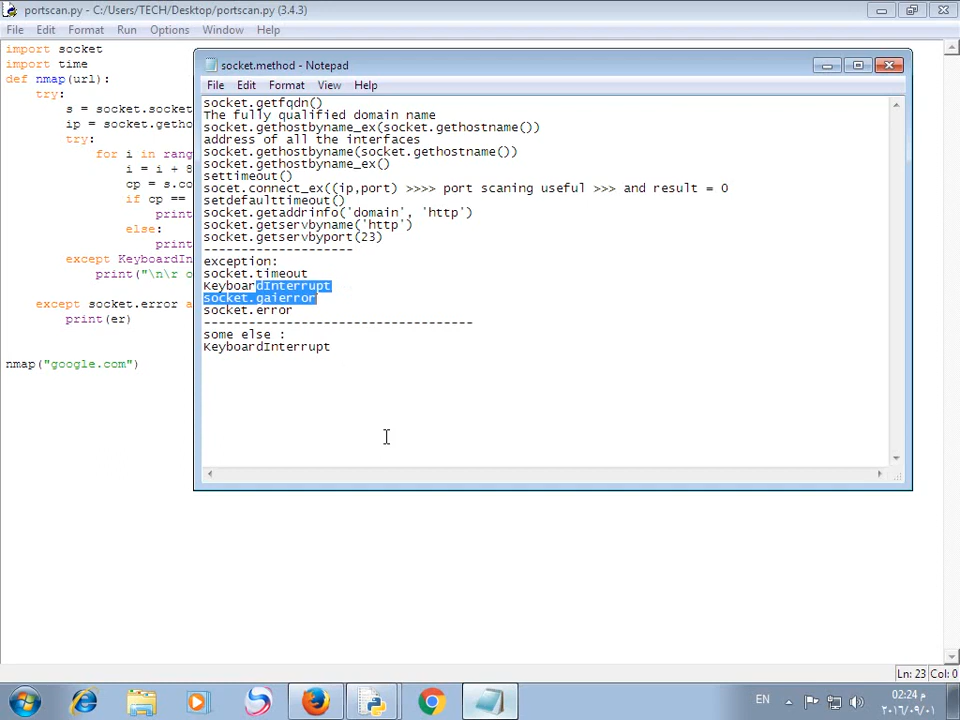 portscan.py - C:/Users/TECH/Desktop/portscan.py (3.4.3)
File Edit Format Run Options Window Help
import socket
import time
def nmap(url):
try:
s = socket.socket
ip = socket.getho
try:
for i in rang
i = i + 8
cp = s.co
if cp ==
print
else:
print
except KeyboardIn
print("\n\r o
except socket.error a
print(er)
nmap("google.com")
socket.method - Notepad
File Edit Format View Help
socket.getfqdn()
The fully qualified domain name
socket.gethostbyname_ex(socket.gethostname())
address of all the interfaces
socket.gethostbyname(socket.gethostname())
socket.gethostbyname_ex()
settimeout()
socet.connect_ex((ip,port) >>>> port scaning useful >>> and result = 0
setdefaulttimeout()
socket.getaddrinfo('domain', 'http')
socket.getservbyname('http')
socket.getservbyport(23)
--------------------
exception:
socket.timeout
KeyboardInterrupt
socket.gaierror
socket.error
------------------------------------
some else :
KeyboardInterrupt
Ln: 23 Col: 0
EN
02:24 م
٢٠١٦/٠٩/٠١